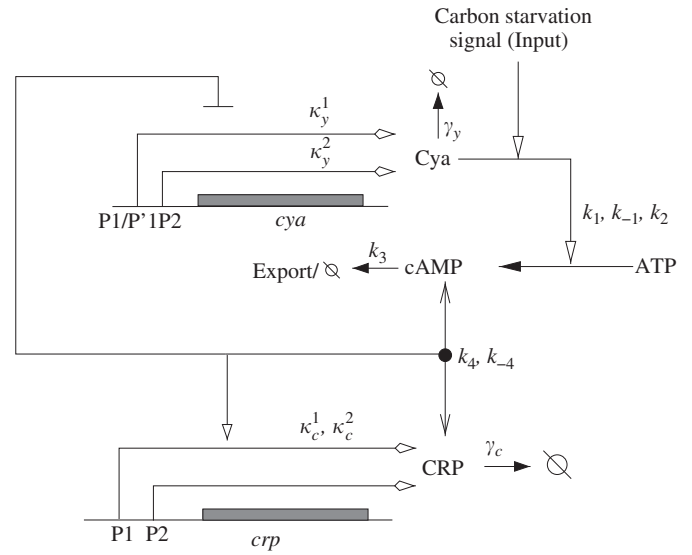 Carbon starvation
signal (Input)
∅
κ_y^1
γ_y
κ_y^2
Cya
P1/P'1P2
cya
k_1, k_{−1}, k_2
Export/∅
k_3
cAMP
ATP
k_4, k_{−4}
κ_c^1, κ_c^2
CRP
γ_c
∅
P1 P2
crp